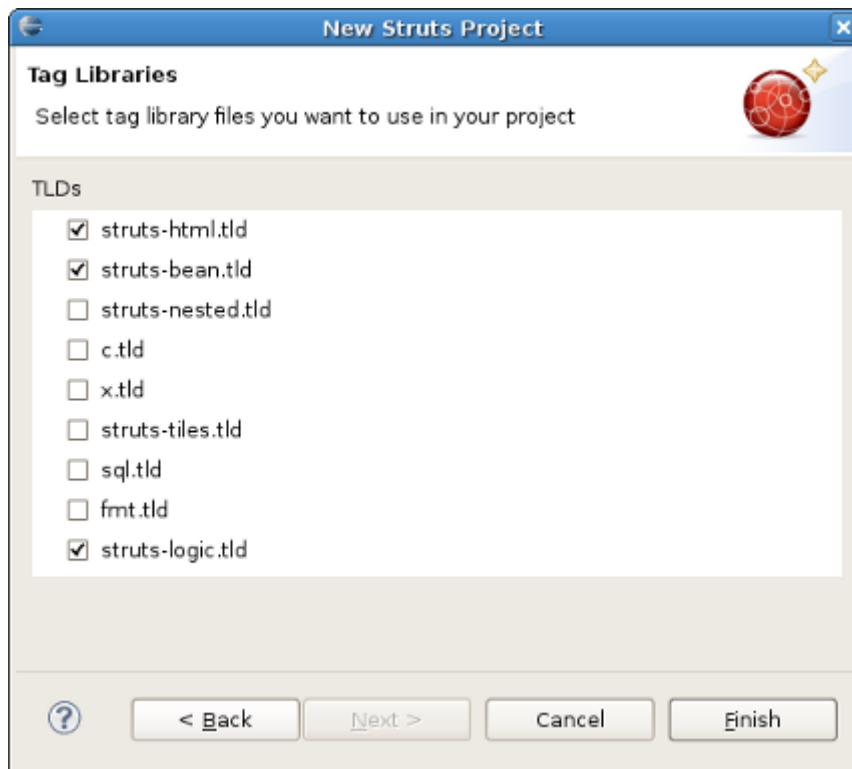 New Struts Project
Tag Libraries
Select tag library files you want to use in your project
TLDs
struts-html.tld
struts-bean.tld
struts-nested.tld
c.tld
x.tld
struts-tiles.tld
sql.tld
fmt.tld
struts-logic.tld
? < Back Next > Cancel Finish